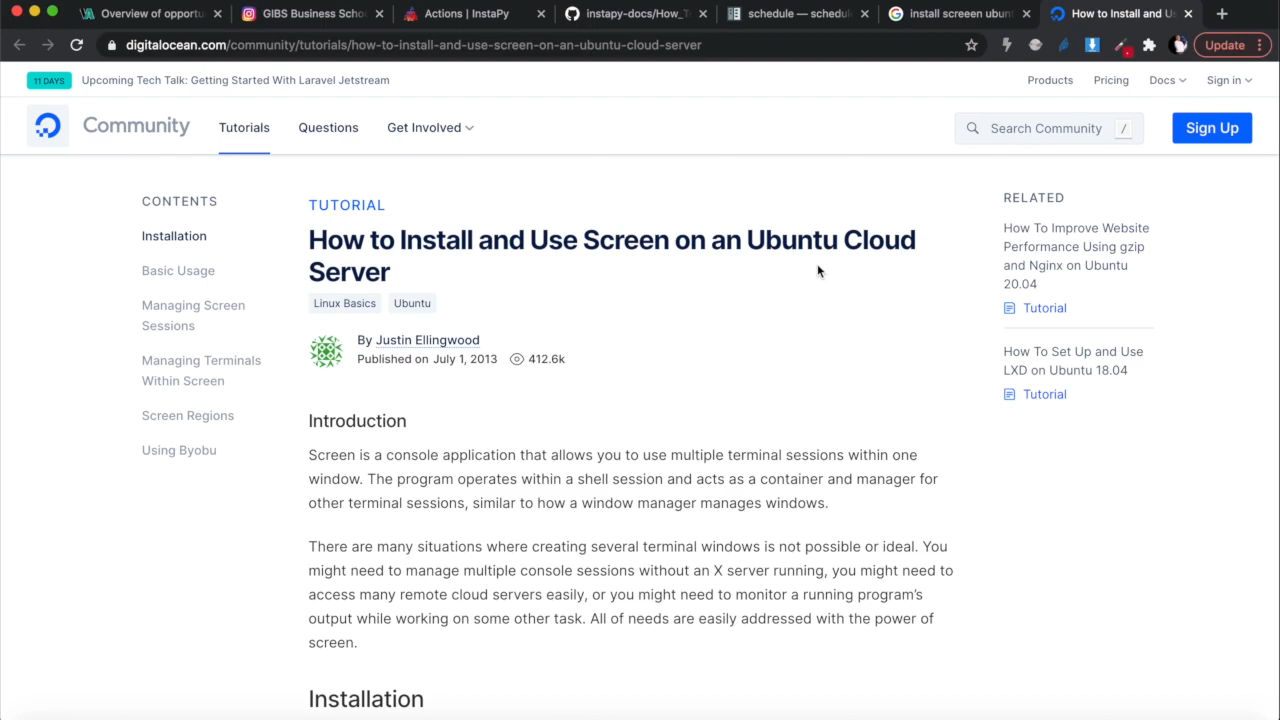 Overview of opportu
GIBS Business Scho
Actions | InstaPy
instapy-docs/How_T
schedule — schedul
install screeen ubun
How to Install and U
digitalocean.com/community/tutorials/how-to-install-and-use-screen-on-an-ubuntu-cloud-server
Update
11 DAYS Upcoming Tech Talk: Getting Started With Laravel Jetstream
Products Pricing Docs Sign in
Community Tutorials Questions Get Involved
Search Community /
Sign Up
CONTENTS
Installation
Basic Usage
Managing Screen
Sessions
Managing Terminals
Within Screen
Screen Regions
Using Byobu
TUTORIAL
How to Install and Use Screen on an Ubuntu Cloud
Server
Linux Basics Ubuntu
By Justin Ellingwood
Published on July 1, 2013 412.6k
Introduction
Screen is a console application that allows you to use multiple terminal sessions within one
window. The program operates within a shell session and acts as a container and manager for
other terminal sessions, similar to how a window manager manages windows.
There are many situations where creating several terminal windows is not possible or ideal. You
might need to manage multiple console sessions without an X server running, you might need to
access many remote cloud servers easily, or you might need to monitor a running program’s
output while working on some other task. All of needs are easily addressed with the power of
screen.
Installation
RELATED
How To Improve Website
Performance Using gzip
and Nginx on Ubuntu
20.04
Tutorial
How To Set Up and Use
LXD on Ubuntu 18.04
Tutorial